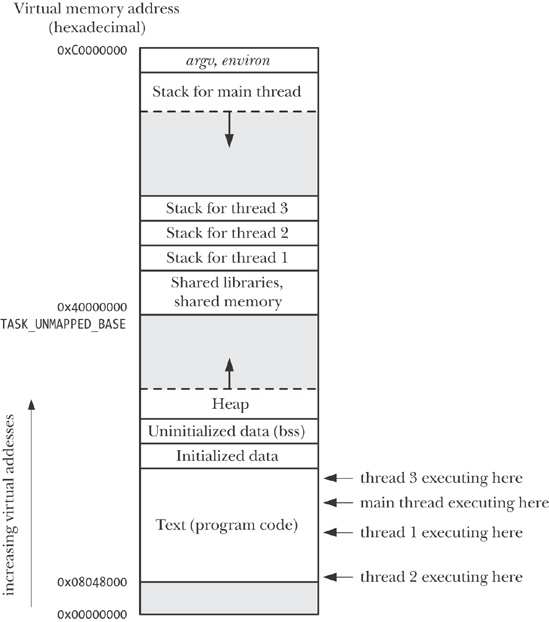 Virtual memory address
(hexadecimal)
0xC0000000
argv, environ
Stack for main thread
Stack for thread 3
Stack for thread 2
Stack for thread 1
Shared libraries,
shared memory
0x40000000
TASK_UNMAPPED_BASE
Heap
Uninitialized data (bss)
Initialized data
thread 3 executing here
main thread executing here
Text (program code)
thread 1 executing here
thread 2 executing here
0x08048000
0x00000000
increasing virtual addesses